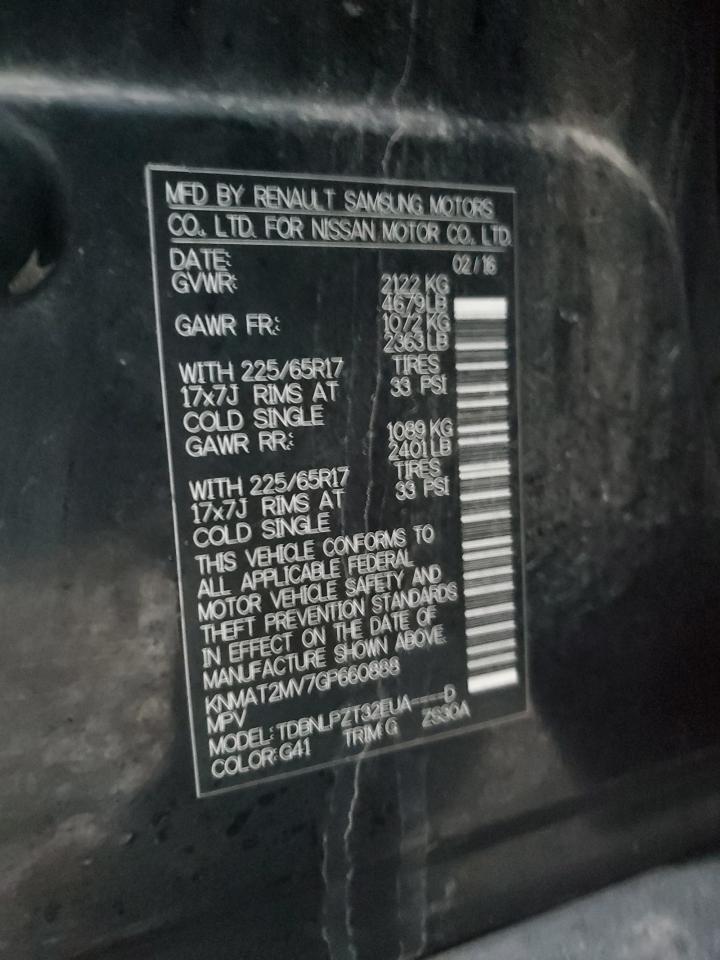 MFD BY RENAULT SAMSUNG MOTORS
CO., LTD. FOR NISSAN MOTOR CO., LTD.
DATE: 02/16
GVWR: 2122 KG
4679LB
GAWR FR: 1072 KG
2363LB
WITH 225/65R17 TIRES
17x7J RIMS AT 33 PSI
COLD SINGLE
GAWR RR: 1089 KG
2401LB
WITH 225/65R17 TIRES
17x7J RIMS AT 33 PSI
COLD SINGLE
THIS VEHICLE CONFORMS TO
ALL APPLICABLE FEDERAL
MOTOR VEHICLE SAFETY AND
THEFT PREVENTION STANDARDS
IN EFFECT ON THE DATE OF
MANUFACTURE SHOWN ABOVE.
KNMAT2MV7GP660888
MPV
MODEL: TDBNLPZT32EUA----D
COLOR: G41 TRIM: G 2S30A